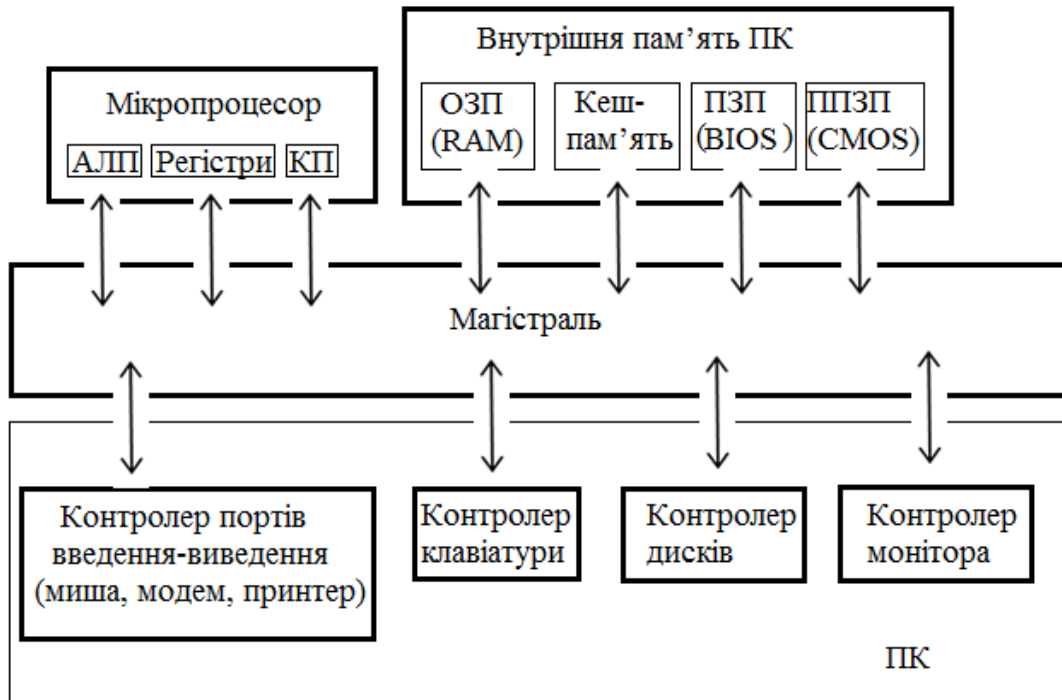 Внутрішня пам’ять ПК
Мікропроцесор
АЛП
Регістри
КП
ОЗП
(RAM)
Кеш-
пам’ять
ПЗП
(BIOS)
ППЗП
(CMOS)
Магістраль
Контролер портів
введення-виведення
(миша, модем, принтер)
Контролер
клавіатури
Контролер
дисків
Контролер
монітора
ПК